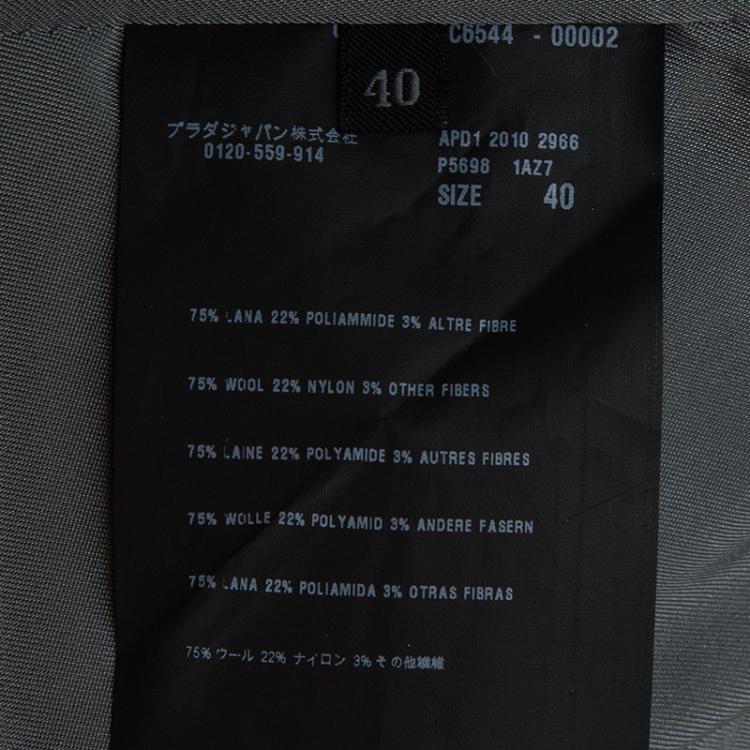 C6544 - 00002
40
プラダジャパン株式会社
0120-559-914
APD1 2010 2966
P5698 1AZ7
SIZE 40
75% LANA 22% POLIAMMIDE 3% ALTRE FIBRE
75% WOOL 22% NYLON 3% OTHER FIBERS
75% LAINE 22% POLYAMIDE 3% AUTRES FIBRES
75% WOLLE 22% POLYAMID 3% ANDERE FASERN
75% LANA 22% POLIAMIDA 3% OTRAS FIBRAS
75% ウール 22% ナイロン 3% その他繊維